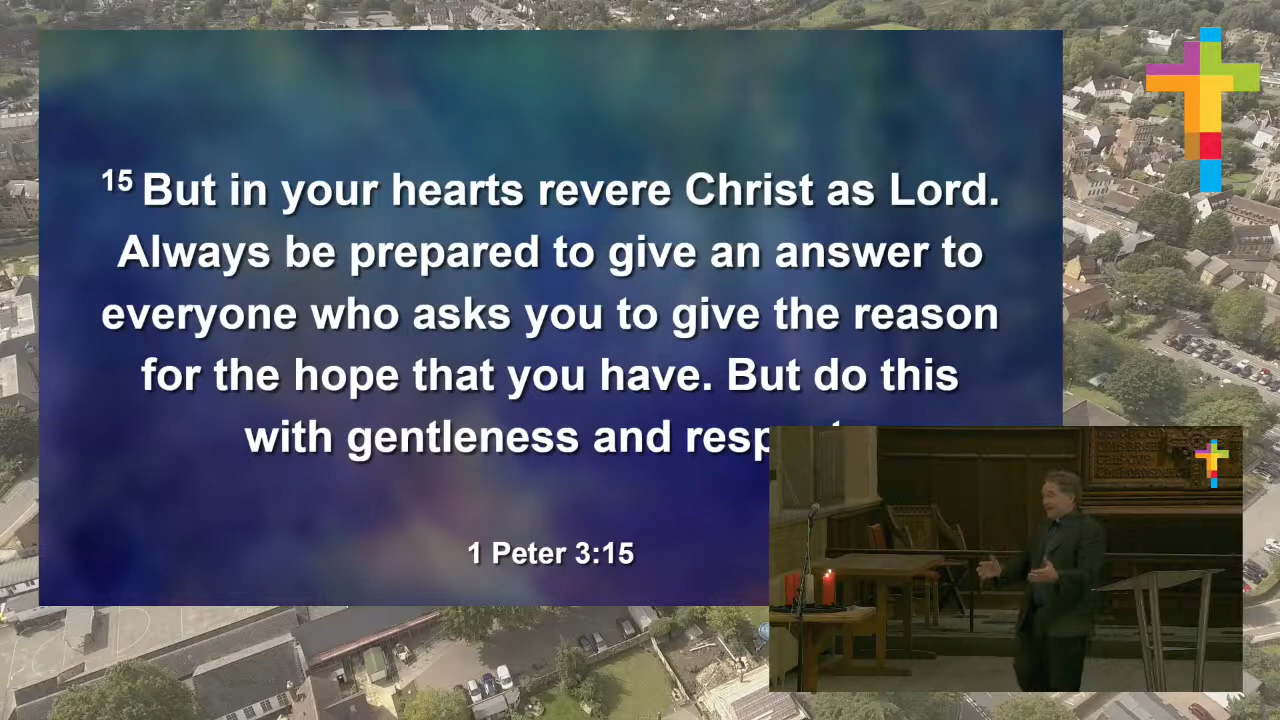 15 But in your hearts revere Christ as Lord.
Always be prepared to give an answer to
everyone who asks you to give the reason
for the hope that you have. But do this
with gentleness and
1 Peter 3:15